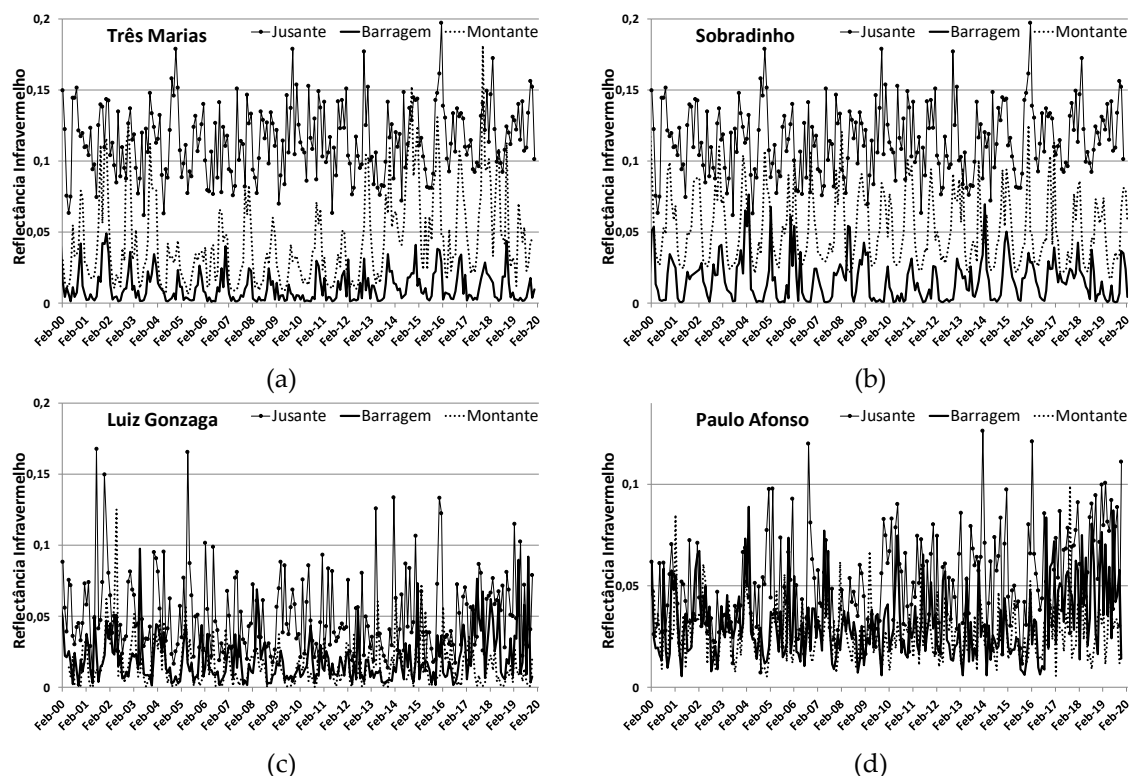 Três Marias Jusante Barragem Montante
Reflectância Infravermelho
0,2
0,15
0,1
0,05
0
Feb-00 Feb-01 Feb-02 Feb-03 Feb-04 Feb-05 Feb-06 Feb-07 Feb-08 Feb-09 Feb-10 Feb-11 Feb-12 Feb-13 Feb-14 Feb-15 Feb-16 Feb-17 Feb-18 Feb-19 Feb-20
(a)
Sobradinho Jusante Barragem Montante
Reflectância Infravermelho
0,2
0,15
0,1
0,05
0
Feb-00 Feb-01 Feb-02 Feb-03 Feb-04 Feb-05 Feb-06 Feb-07 Feb-08 Feb-09 Feb-10 Feb-11 Feb-12 Feb-13 Feb-14 Feb-15 Feb-16 Feb-17 Feb-18 Feb-19 Feb-20
(b)
Luiz Gonzaga Jusante Barragem Montante
Reflectância Infravermelho
0,2
0,15
0,1
0,05
0
Feb-00 Feb-01 Feb-02 Feb-03 Feb-04 Feb-05 Feb-06 Feb-07 Feb-08 Feb-09 Feb-10 Feb-11 Feb-12 Feb-13 Feb-14 Feb-15 Feb-16 Feb-17 Feb-18 Feb-19 Feb-20
(c)
Paulo Afonso Jusante Barragem Montante
Reflectância Infravermelho
0,1
0,05
0
Feb-00 Feb-01 Feb-02 Feb-03 Feb-04 Feb-05 Feb-06 Feb-07 Feb-08 Feb-09 Feb-10 Feb-11 Feb-12 Feb-13 Feb-14 Feb-15 Feb-16 Feb-17 Feb-18 Feb-19 Feb-20
(d)